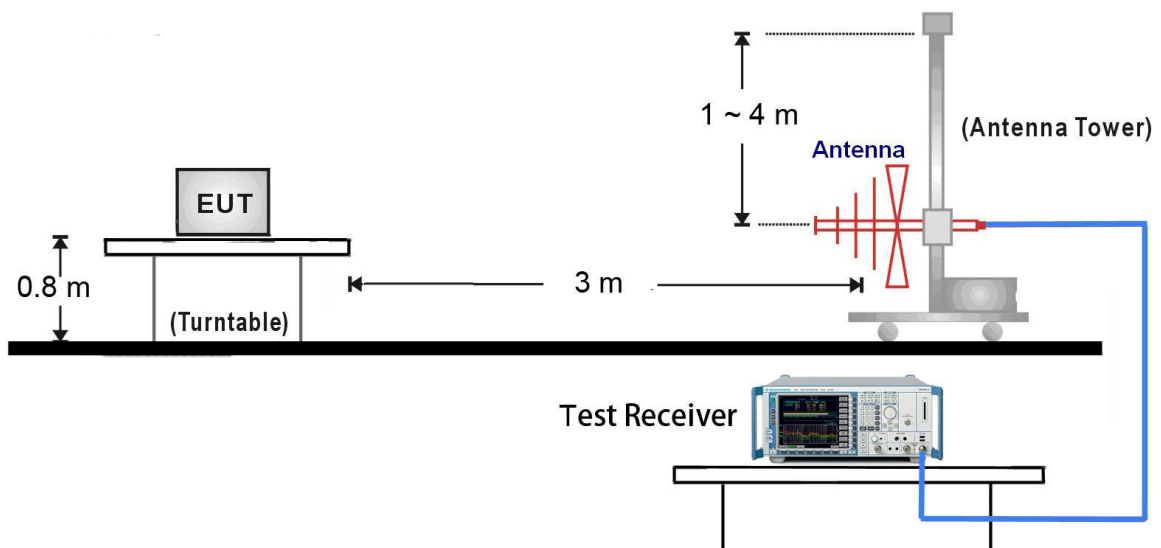 1 ~ 4 m
(Antenna Tower)
Antenna
EUT
0.8 m
3 m
(Turntable)
Test Receiver